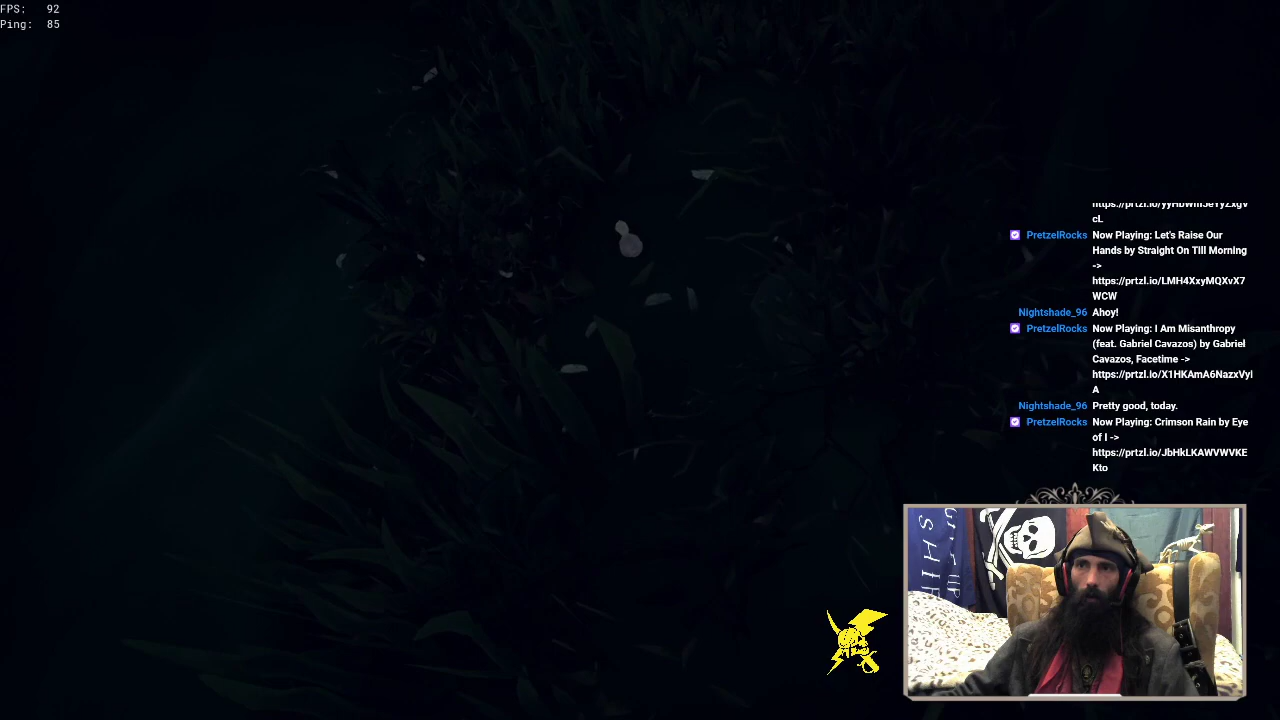 FPS: 92
Ping: 85
cL
PretzelRocks Now Playing: Let's Raise Our
Hands by Straight On Till Morning
->
https://prtzl.io/LMH4XxyMQXvX7
WCW
Nightshade_96 Ahoy!
PretzelRocks Now Playing: I Am Misanthropy
(feat. Gabriel Cavazos) by Gabriel
Cavazos, Facetime ->
https://prtzl.io/X1HKAmA6NazxVyl
A
Nightshade_96 Pretty good, today.
PretzelRocks Now Playing: Crimson Rain by Eye
of I ->
https://prtzl.io/JbHkLKAWVWVKE
Kto